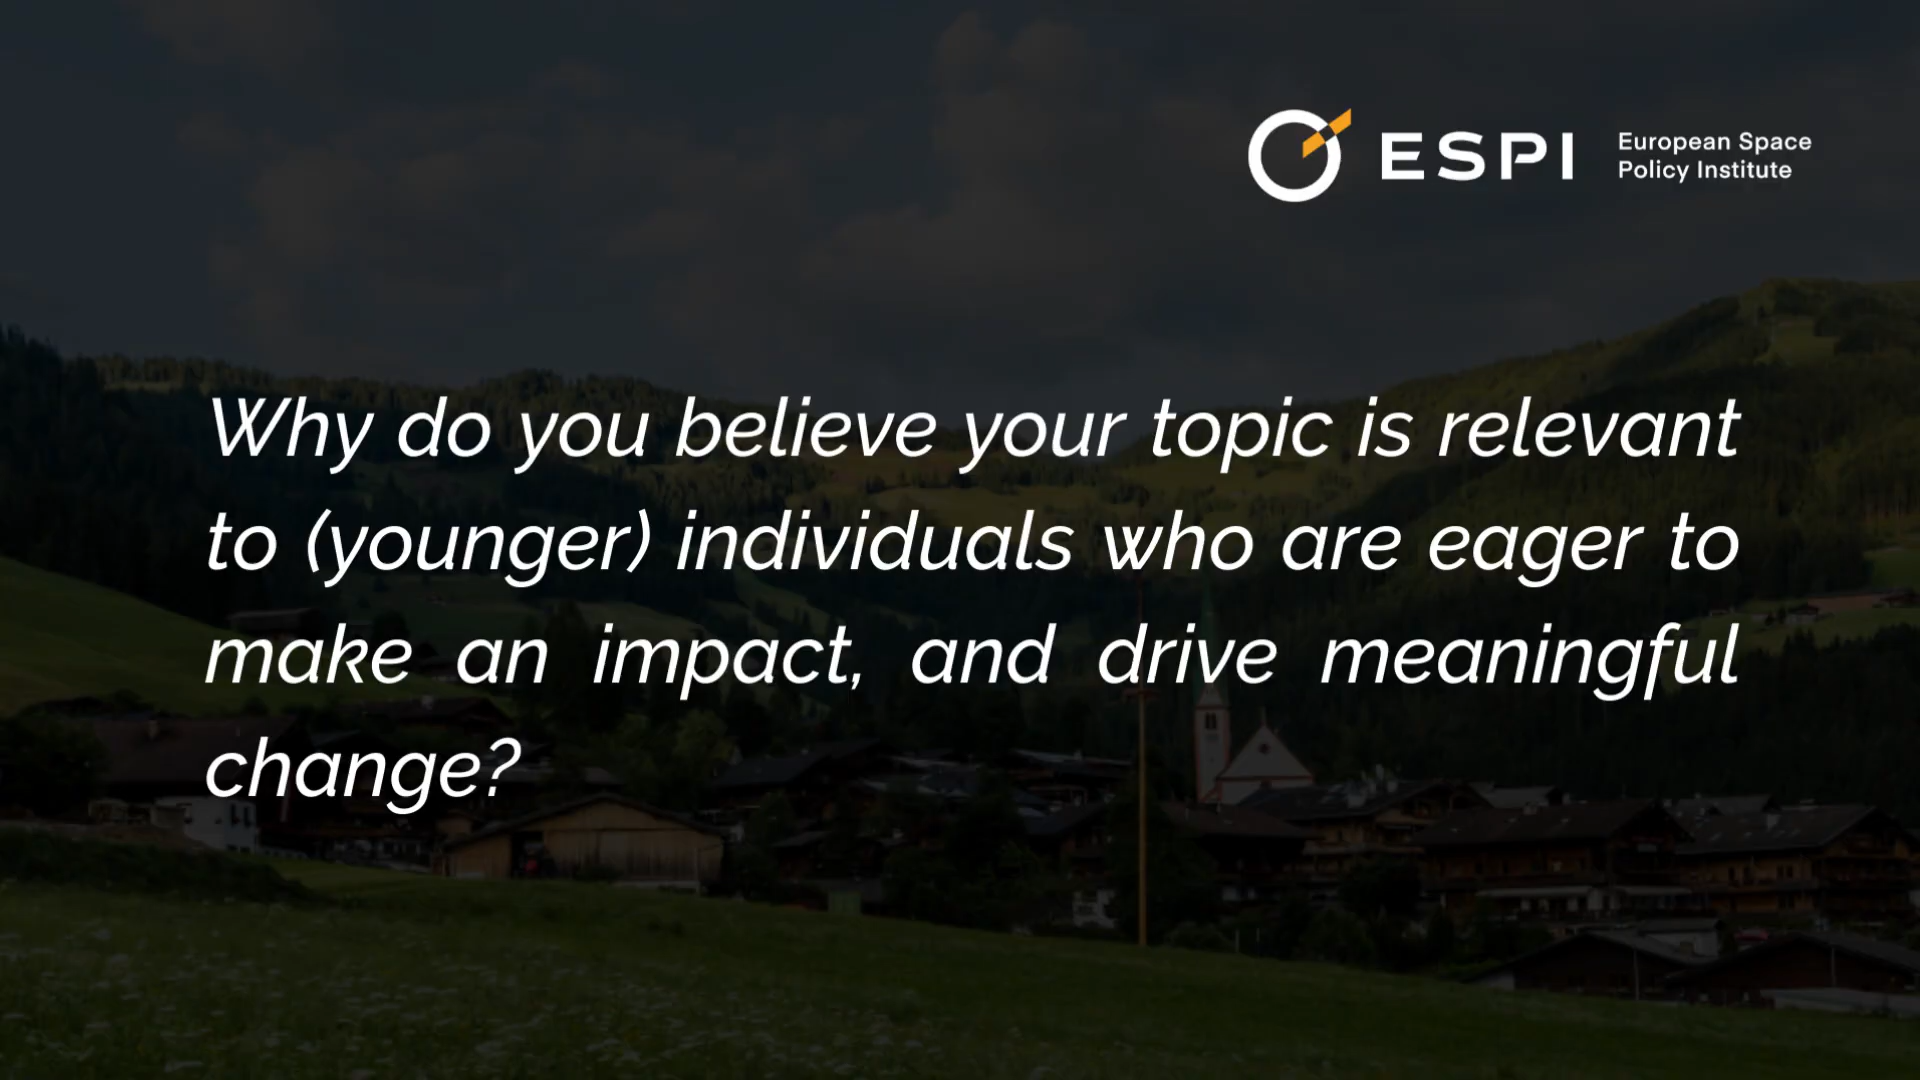 ESPI
European Space
Policy Institute
Why do you believe your topic is relevant
to (younger) individuals who are eager to
make an impact, and drive meaningful
change?